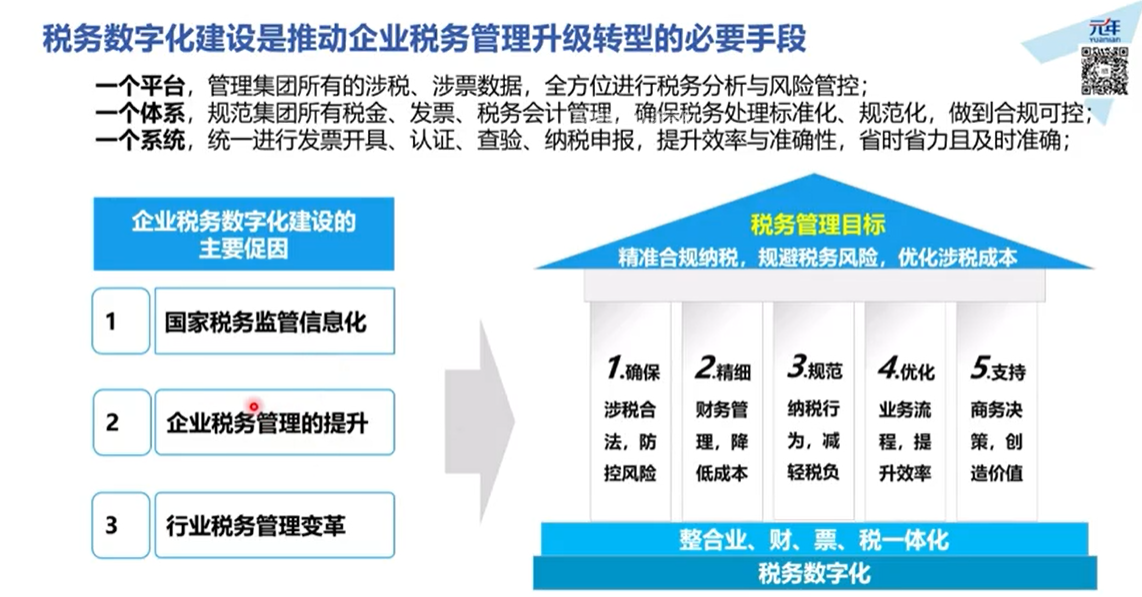 税务数字化建设是推动企业税务管理升级转型的必要手段
元年
YUANIAN
一个平台，管理集团所有的涉税、涉票数据，全方位进行税务分析与风险管控；
一个体系，规范集团所有税金、发票、税务会计管理，确保税务处理标准化、规范化，做到合规可控；
一个系统，统一进行发票开具、认证、查验、纳税申报，提升效率与准确性，省时省力且及时准确；
企业税务数字化建设的
主要促因
1
国家税务监管信息化
2
企业税务管理的提升
3
行业税务管理变革
税务管理目标
精准合规纳税，规避税务风险，优化涉税成本
1.确保
涉税合
法，防
控风险
2.精细
财务管
理，降
低成本
3.规范
纳税行
为，减
轻税负
4.优化
业务流
程，提
升效率
5.支持
商务决
策，创
造价值
整合业、财、票、税一体化
税务数字化